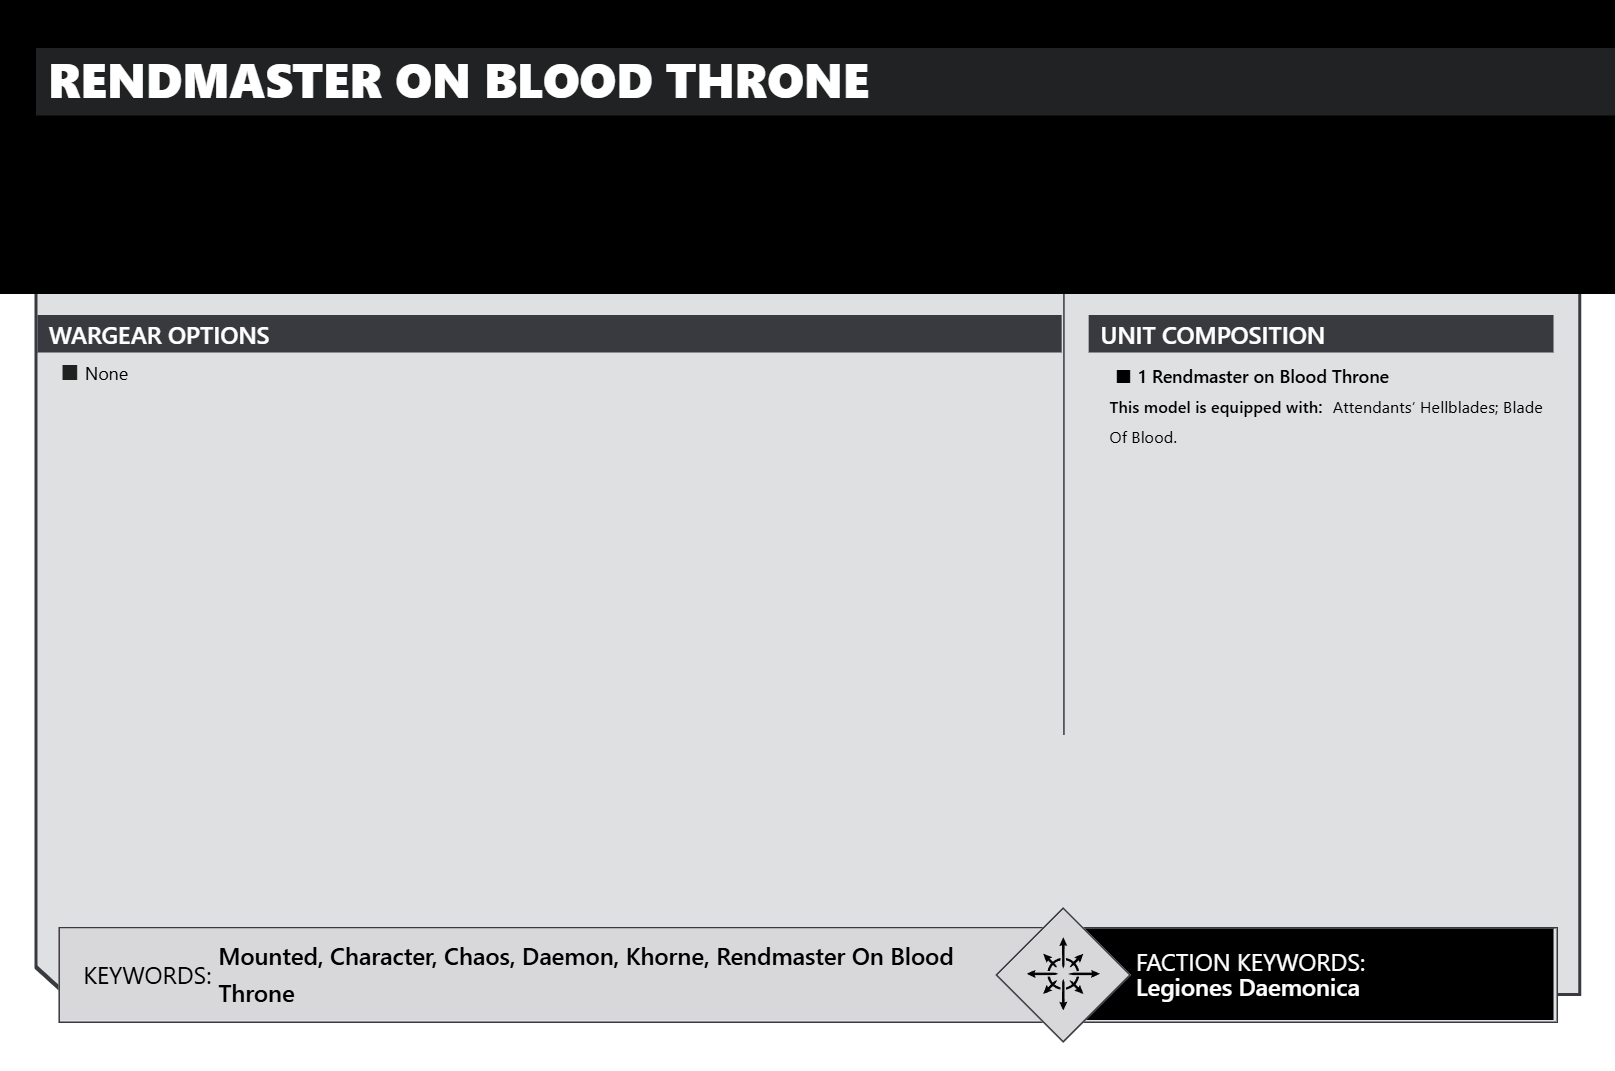 RENDMASTER ON BLOOD THRONE
WARGEAR OPTIONS
■ None
UNIT COMPOSITION
■ 1 Rendmaster on Blood Throne
This model is equipped with: Attendants’ Hellblades; Blade
Of Blood.
KEYWORDS: Mounted, Character, Chaos, Daemon, Khorne, Rendmaster On Blood
Throne
FACTION KEYWORDS:
Legiones Daemonica